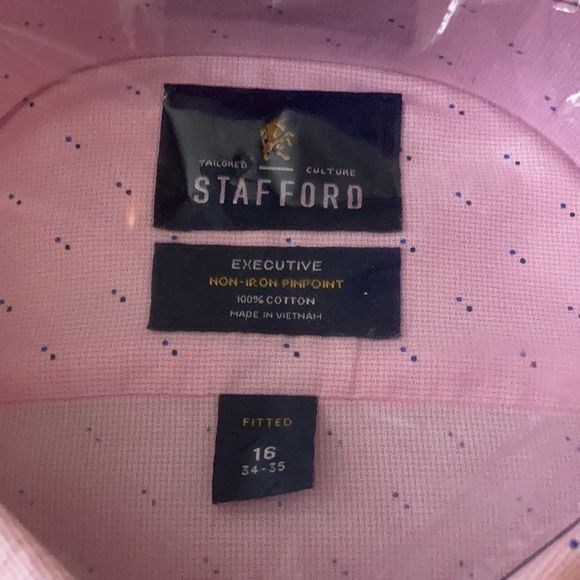 TAILORED CULTURE
STAFFORD
EXECUTIVE
NON-IRON PINPOINT
100% COTTON
MADE IN VIETNAM
FITTED
16
34-35